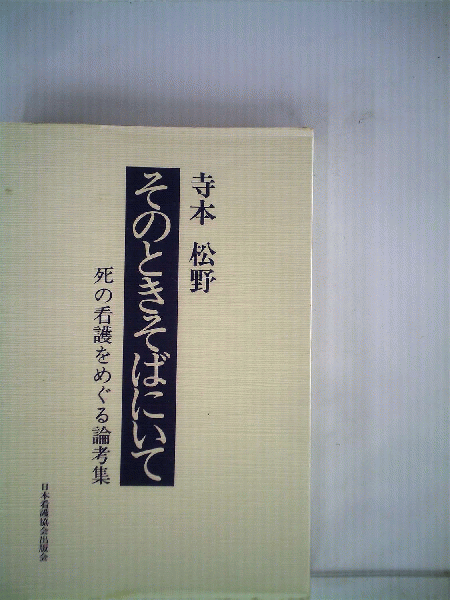 寺本 松野
そのときそばにいて
死の看護をめぐる論考集
日本看護協会出版会